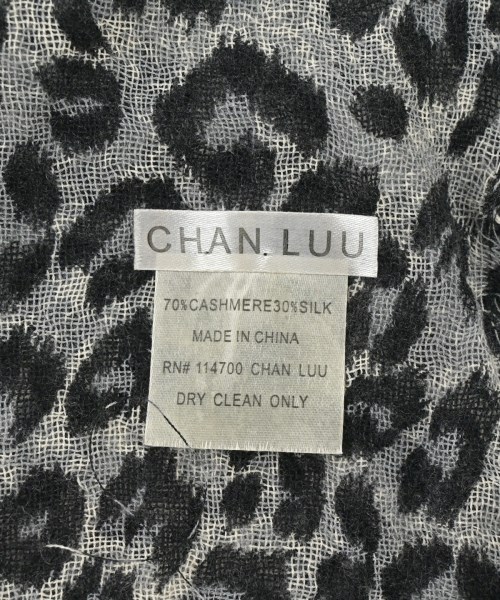 CHAN LUU
70%CASHMERE30%SILK
MADE IN CHINA
RN# 114700 CHAN LUU
DRY CLEAN ONLY